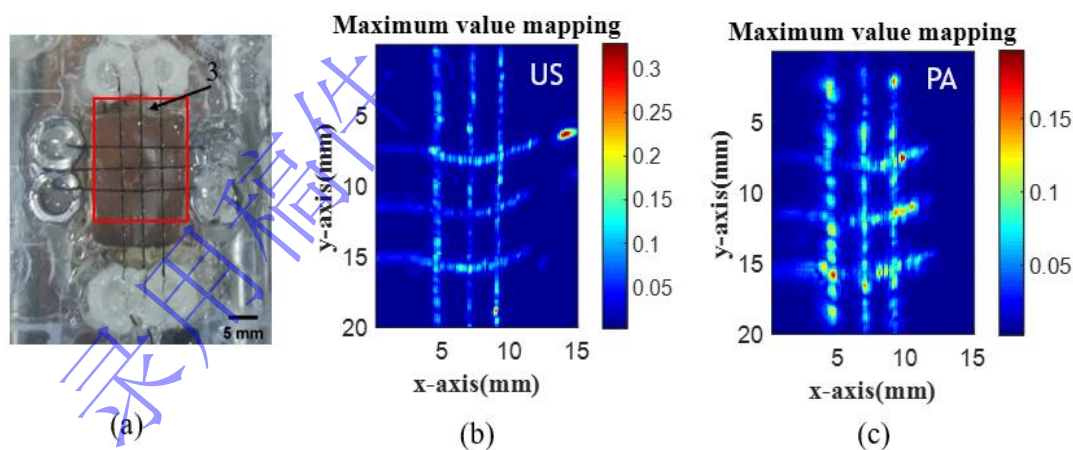 Maximum value mapping
Maximum value mapping
3
US
PA
0.3
0.25
0.2
0.15
0.1
0.05
0.15
0.1
0.05
5
10
15
20
y-axis(mm)
5
10
15
20
y-axis(mm)
5 mm
5
10
15
x-axis(mm)
5
10
15
x-axis(mm)
(a)
(b)
(c)
录用稿件